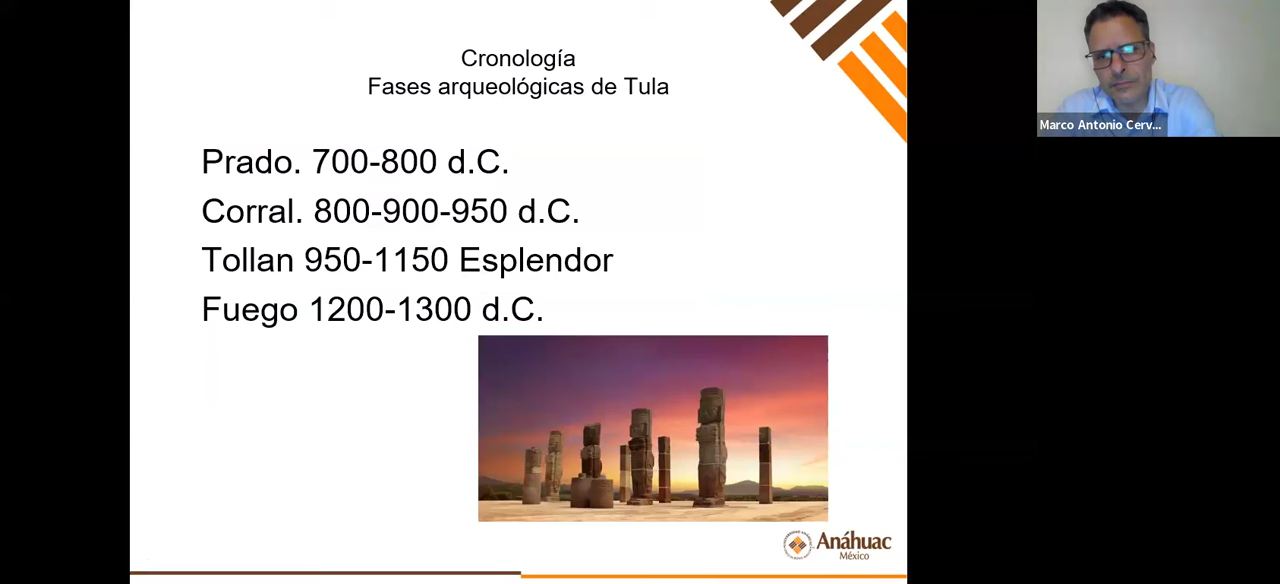 Cronología
Fases arqueológicas de Tula
Prado. 700-800 d.C.
Corral. 800-900-950 d.C.
Tollan 950-1150 Esplendor
Fuego 1200-1300 d.C.
Anáhuac
México
Marco Antonio Cerv...